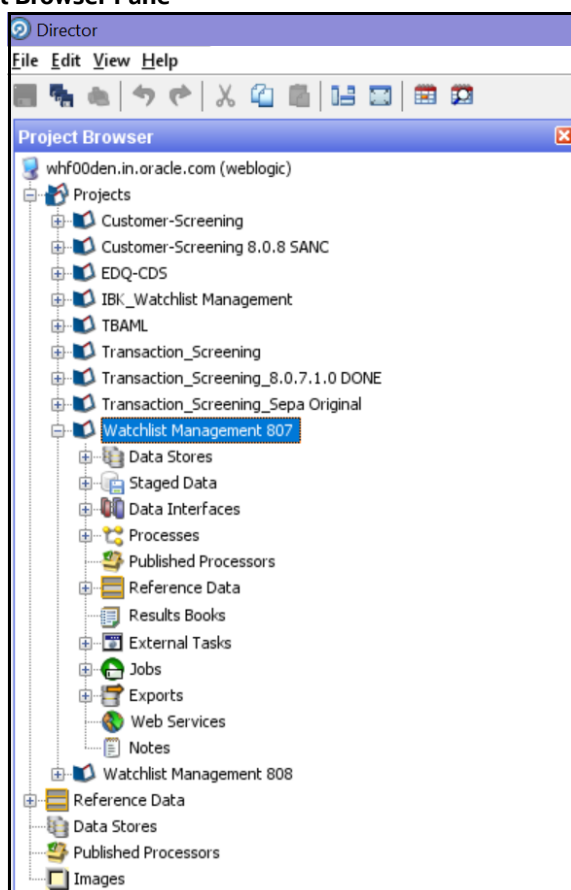 Director
File Edit View Help
Project Browser
whf00den.in.oracle.com (weblogic)
Projects
Customer-Screening
Customer-Screening 8.0.8 SANC
EDQ-CDS
IBK_Watchlist Management
TBAML
Transaction_Screening
Transaction_Screening_8.0.7.1.0 DONE
Transaction_Screening_Sepa Original
Watchlist Management 807
Data Stores
Staged Data
Data Interfaces
Processes
Published Processors
Reference Data
Results Books
External Tasks
Jobs
Exports
Web Services
Notes
Watchlist Management 808
Reference Data
Data Stores
Published Processors
Images